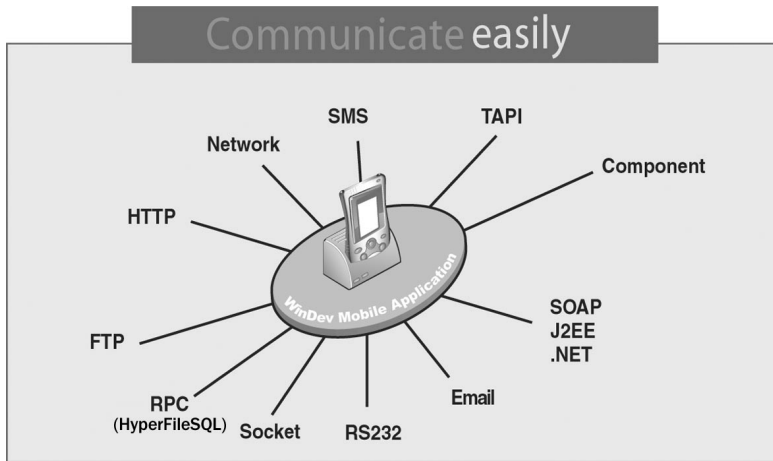 Communicate easily
SMS
TAPI
Network
Component
HTTP
WinDev Mobile Application
SOAP
J2EE
.NET
FTP
Email
RPC
(HyperFileSQL)
Socket
RS232